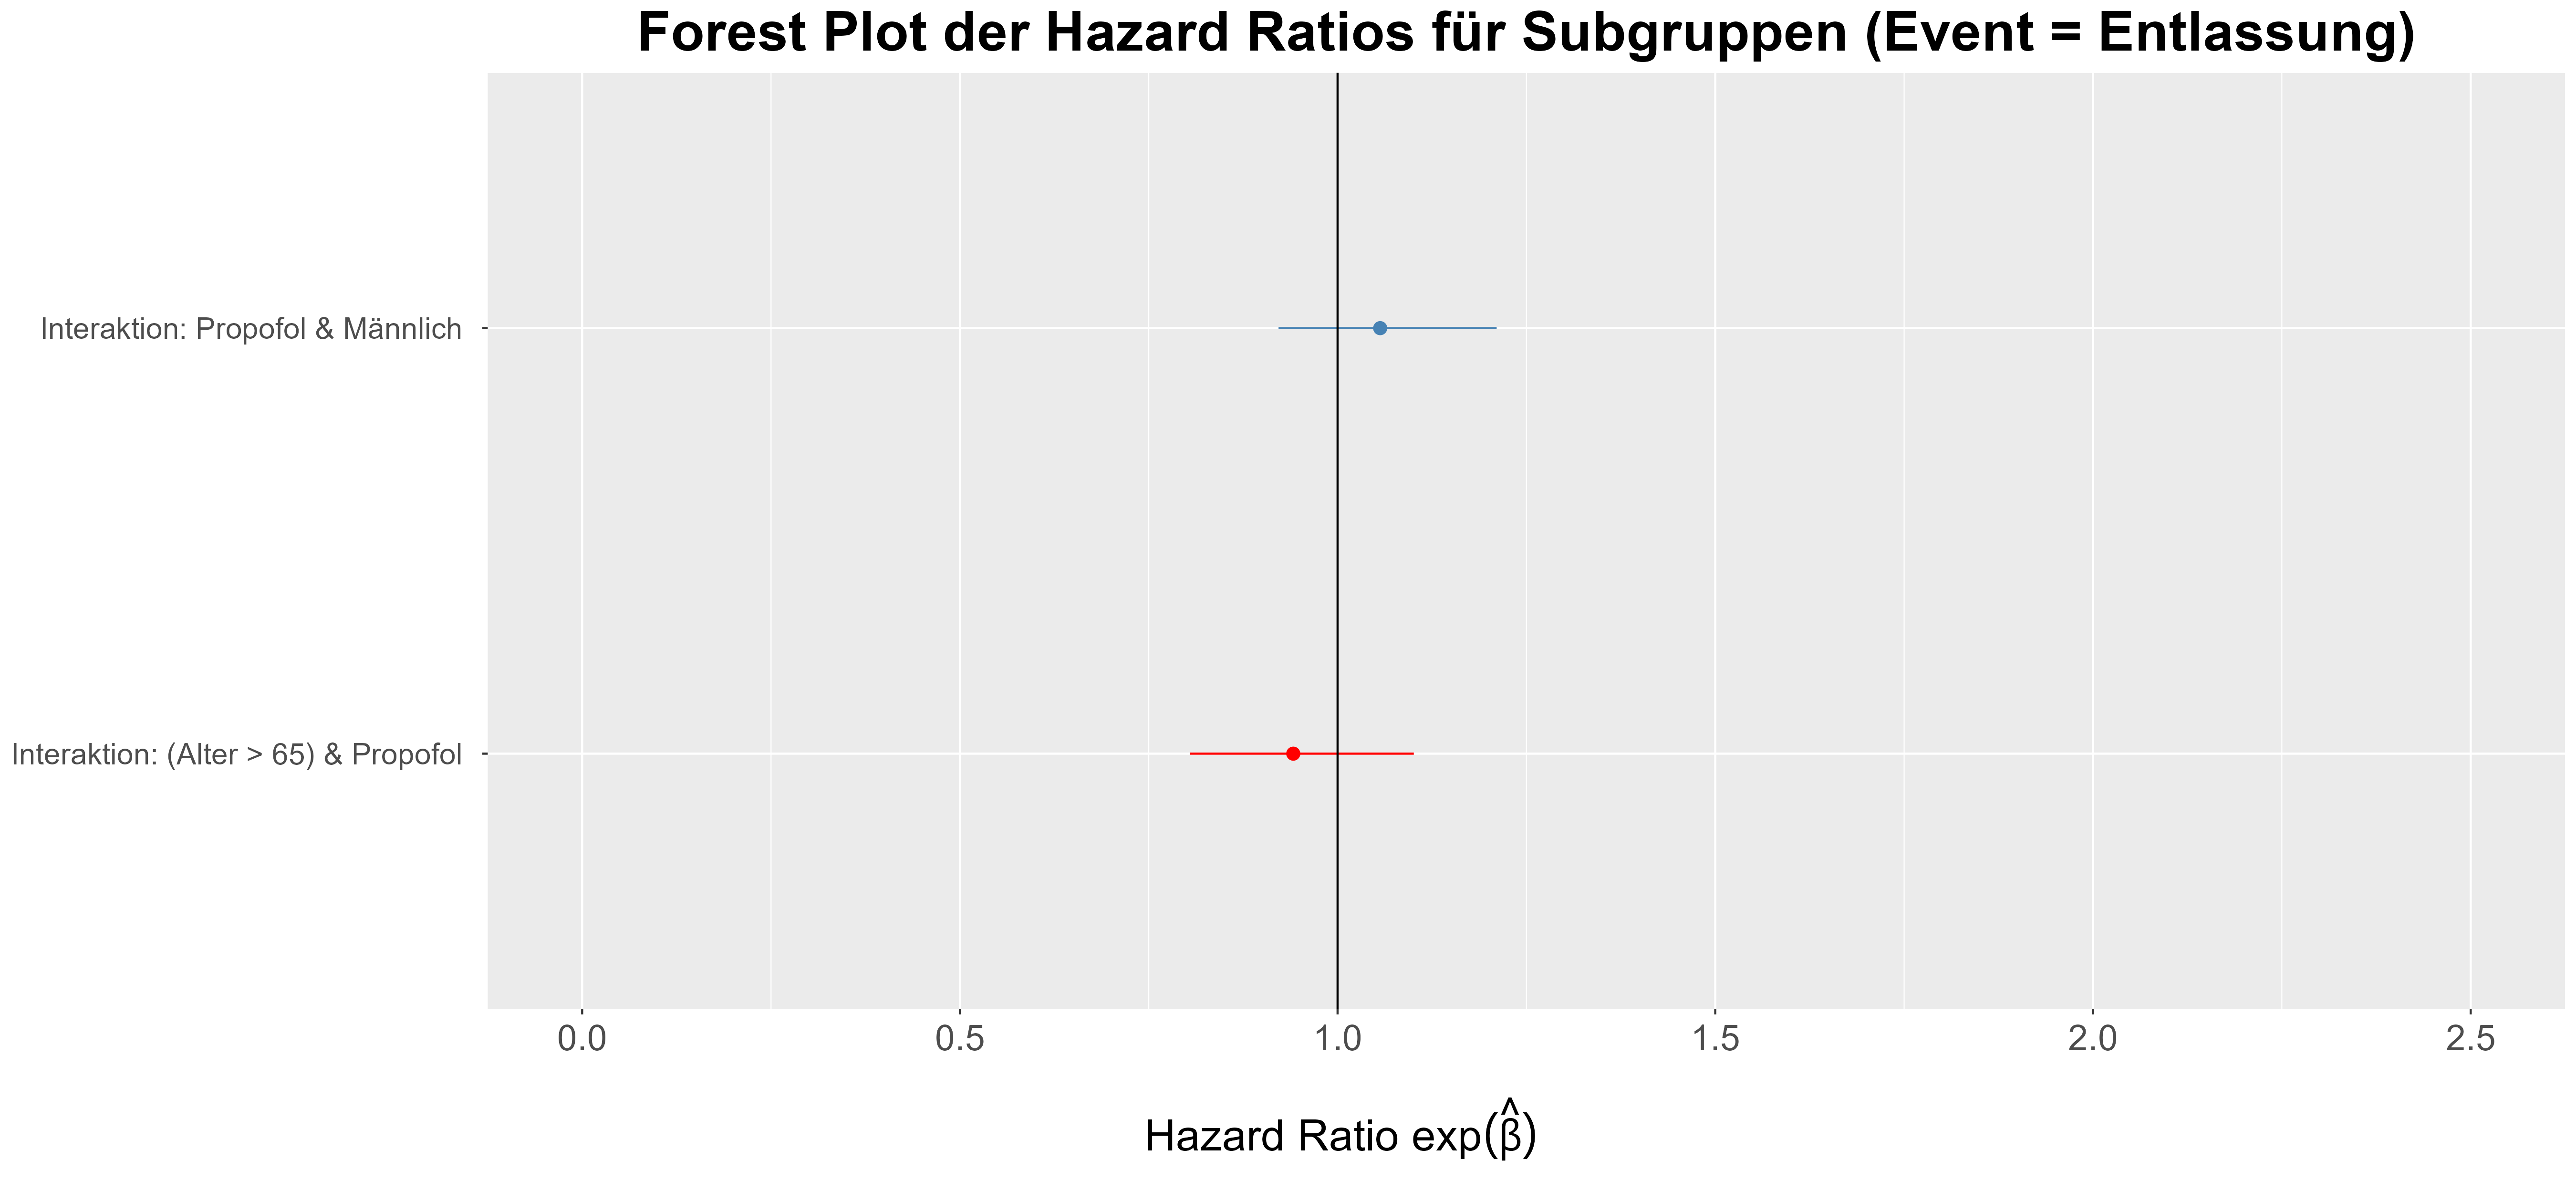 Forest Plot der Hazard Ratios für Subgruppen (Event = Entlassung)
Interaktion: Propofol & Männlich
Interaktion: (Alter > 65) & Propofol
0.0 0.5 1.0 1.5 2.0 2.5
Hazard Ratio exp(β̂)